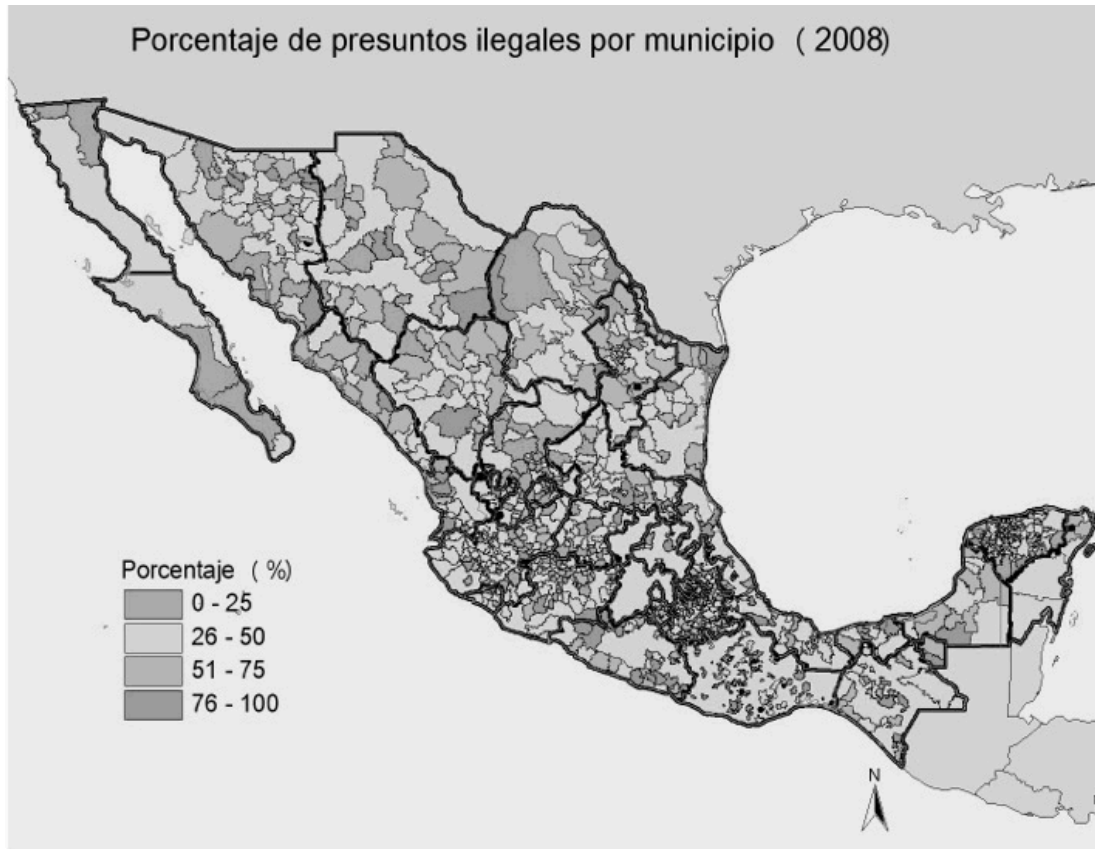 Porcentaje de presuntos ilegales por municipio ( 2008)
Porcentaje ( %)
0 - 25
26 - 50
51 - 75
76 - 100
N